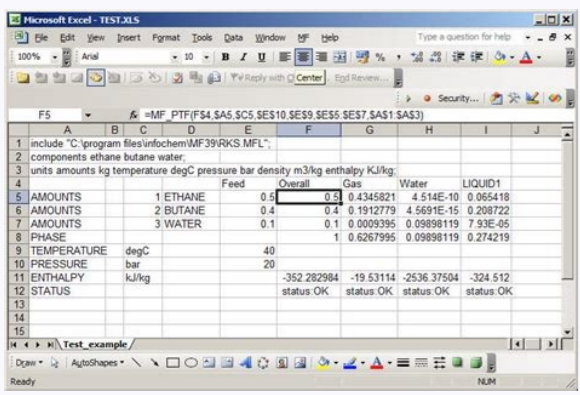 Microsoft Excel - TEST.XLS
File Edit View Insert Format Tools Data Window MF Help Type a question for help
100% Arial 10 B I U
Reply with Center End Review...
Security...
F5 fx =MF_PTF(F$4,$A5,$C5,$E$10,$E$9,$E$5:$E$7,$A$1:$A$3)
A B C D E F G H I J
1 include "C:\program files\infochem\MF39\RKS.MFL";
2 components ethane butane water;
3 units amounts kg temperature degC pressure bar density m3/kg enthalpy KJ/kg;
4 Feed Overall Gas Water LIQUID1
5 AMOUNTS 1 ETHANE 0.5 0.5 0.4345821 4.514E-10 0.065418
6 AMOUNTS 2 BUTANE 0.4 0.4 0.1912779 4.5691E-15 0.208722
7 AMOUNTS 3 WATER 0.1 0.1 0.0009395 0.09898119 7.93E-05
8 PHASE 1 0.6267995 0.09898119 0.274219
9 TEMPERATURE degC 40
10 PRESSURE bar 20
11 ENTHALPY kJ/kg -352.282984 -19.53114 -2536.37504 -324.512
12 STATUS status:OK status:OK status:OK status:OK
13
14
15
Test_example
Draw AutoShapes
Ready NUM